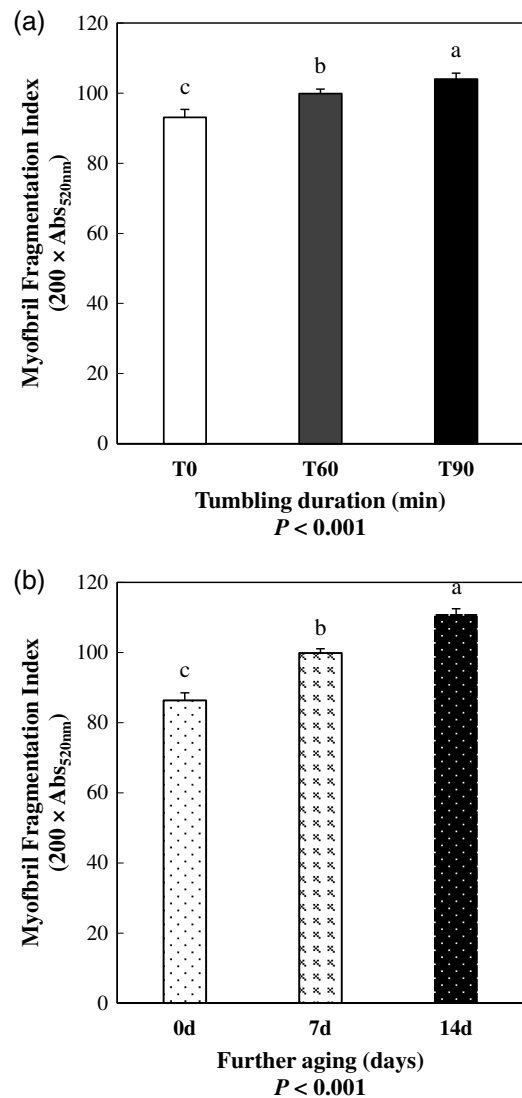 (a)
120
100
80
60
40
20
0
Myofbril Fragmentation Index
(200 × Abs520nm)
c
b
a
T0 T60 T90
Tumbling duration (min)
P < 0.001
(b)
120
100
80
60
40
20
0
Myofbril Fragmentation Index
(200 × Abs520nm)
c
b
a
0d 7d 14d
Further aging (days)
P < 0.001